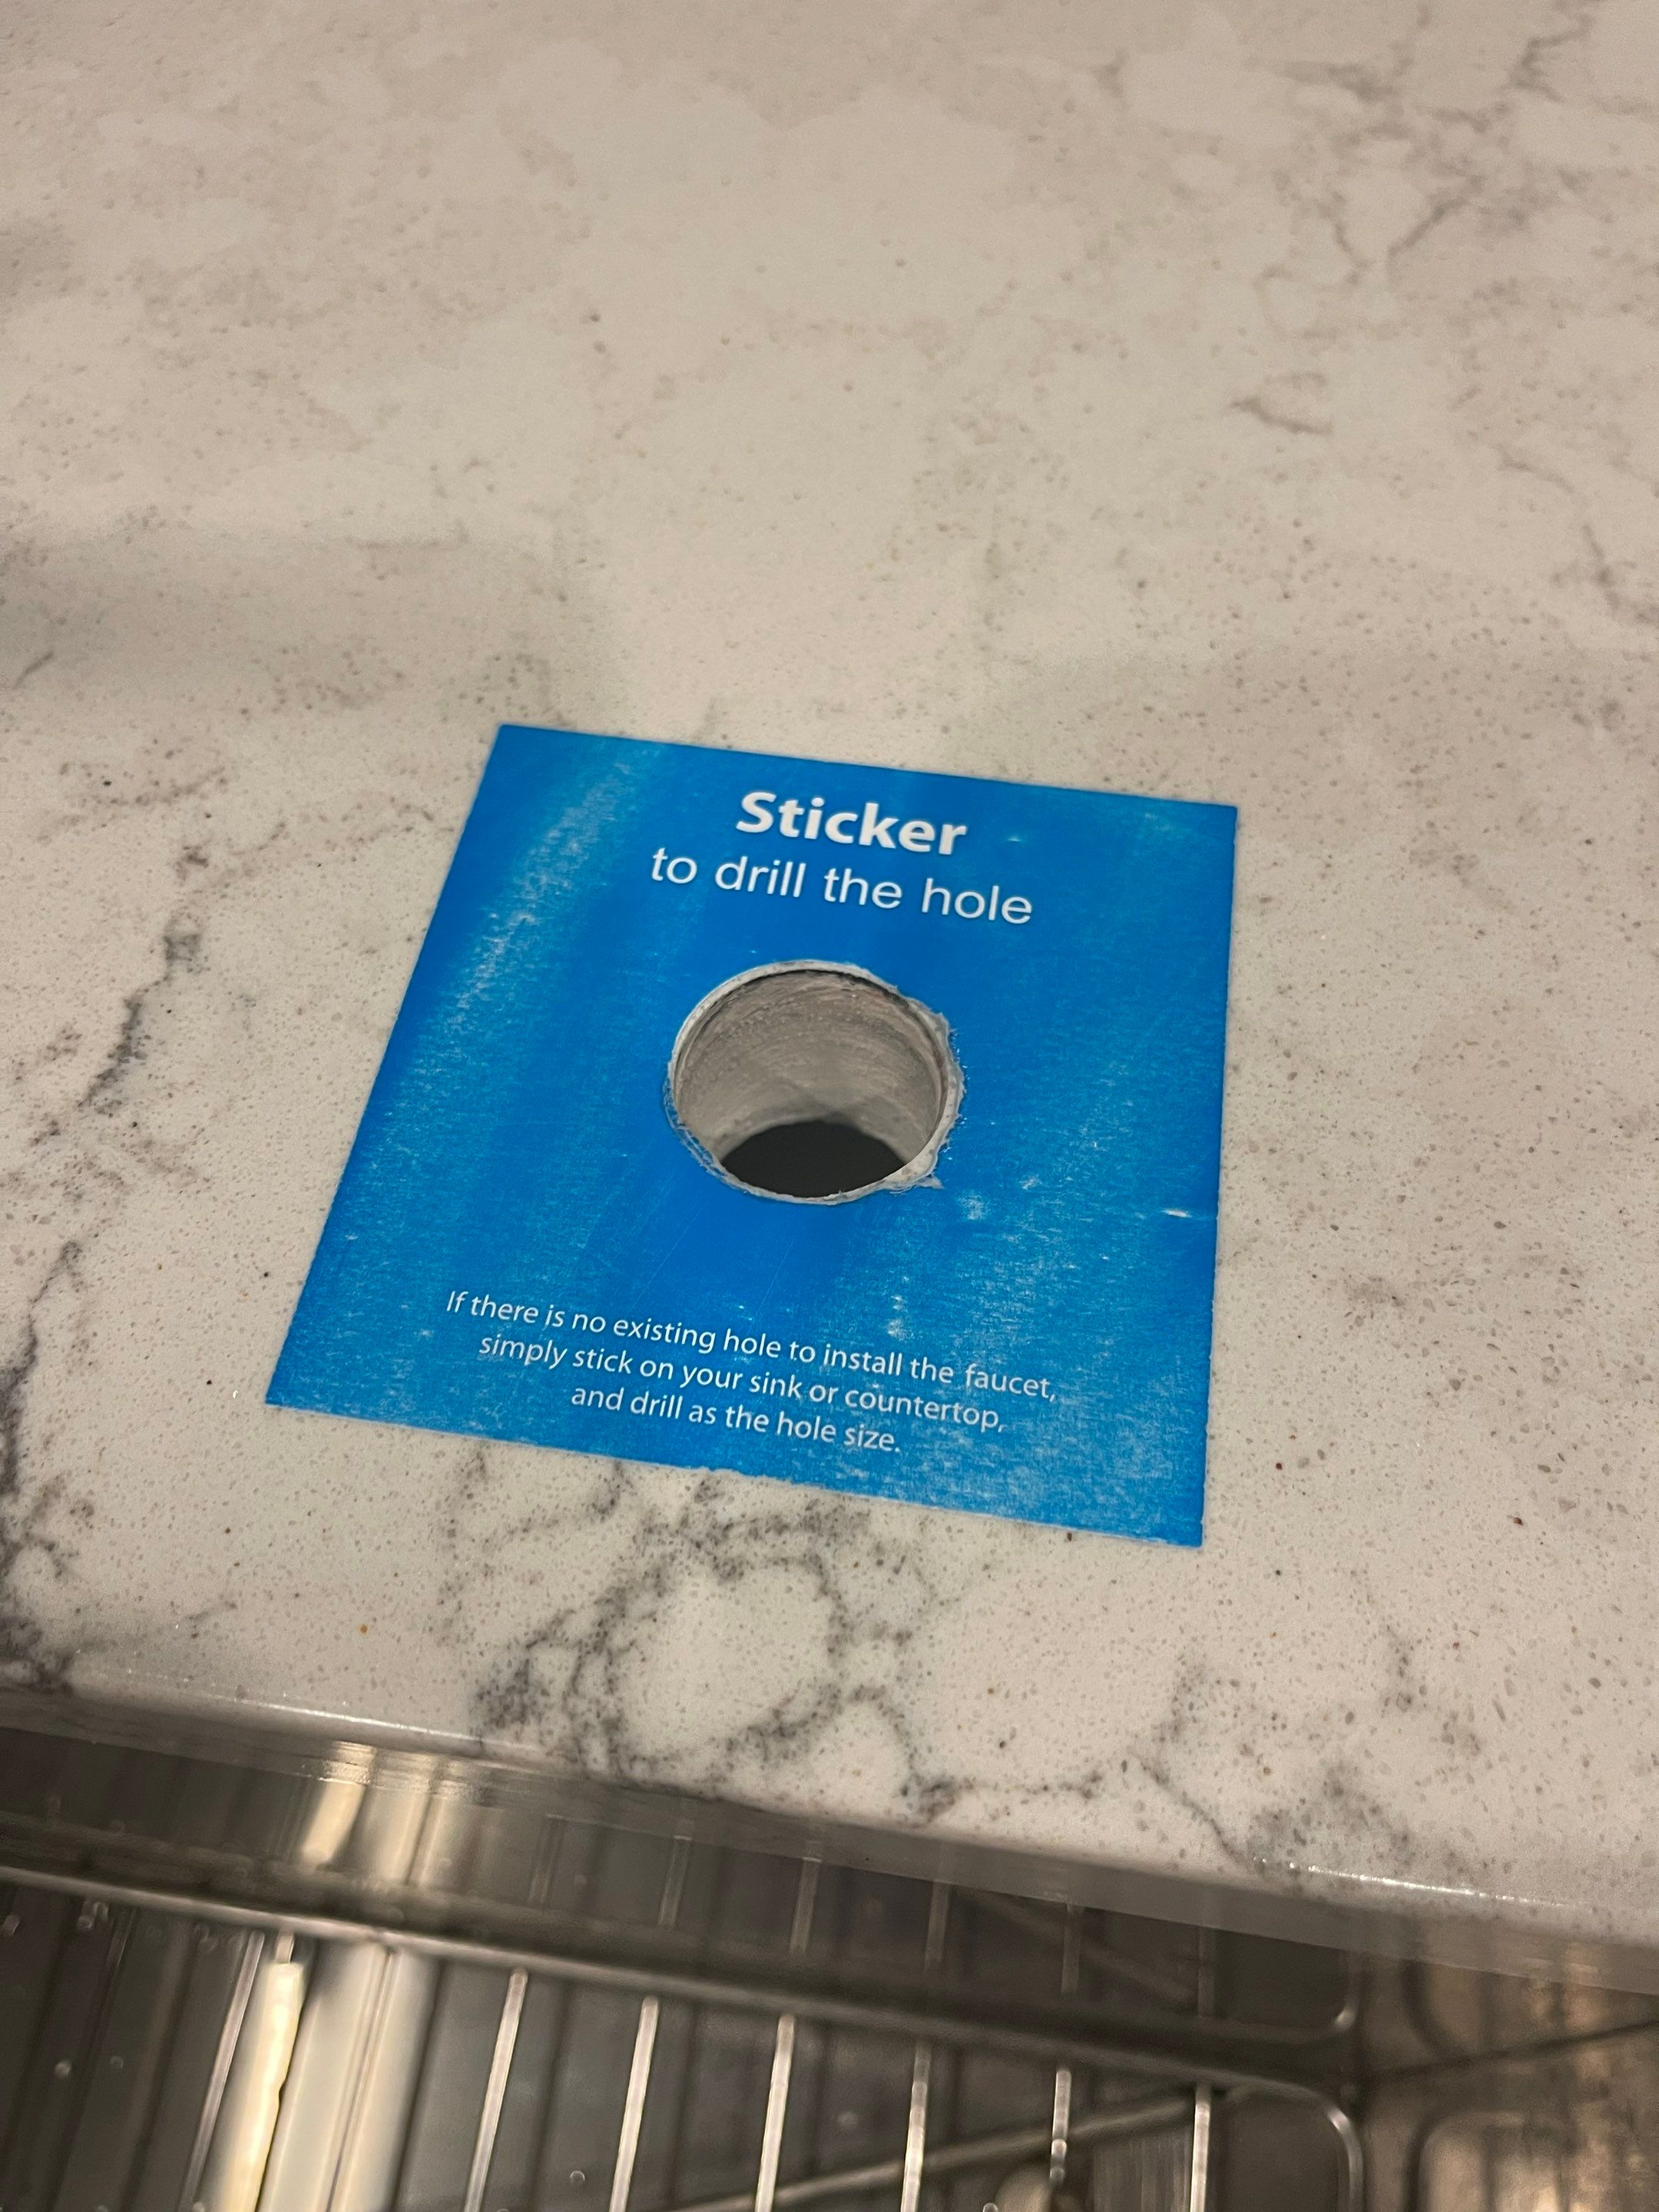 Sticker
to drill the hole
If there is no existing hole to install the faucet,
simply stick on your sink or countertop,
and drill as the hole size.